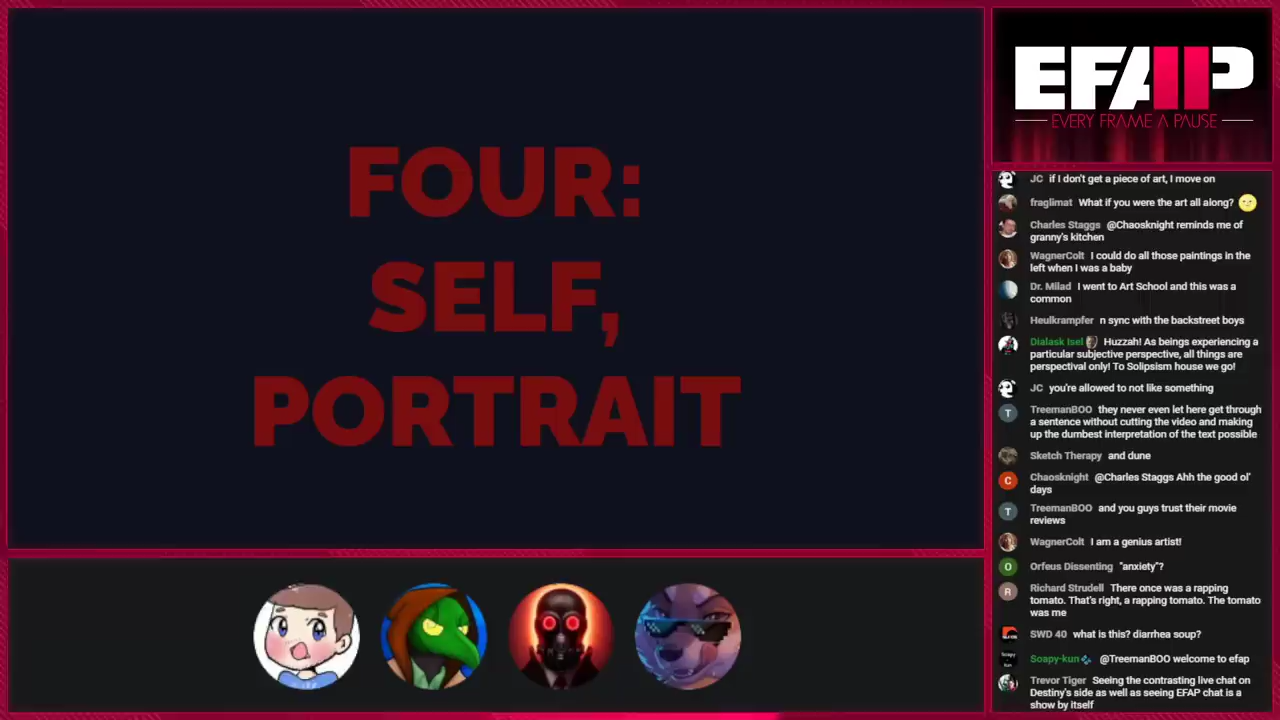 FOUR:
SELF,
PORTRAIT
EFAP
EVERY FRAME A PAUSE
JC if I don't get a piece of art, I move on
fraglimat What if you were the art all along?
Charles Staggs @Chaosknight reminds me of
granny's kitchen
WagnerColt I could do all those paintings in the
left when I was a baby
Dr. Milad I went to Art School and this was a
common
Heulkrampfer n sync with the backstreet boys
Dialask Isel Huzzah! As beings experiencing a
particular subjective perspective, all things are
perspectival only! To Solipsism house we go!
JC you're allowed to not like something
T TreemanBOO they never even let here get through
a sentence without cutting the video and making
up the dumbest interpretation of the text possible
Sketch Therapy and dune
C Chaosknight @Charles Staggs Ahh the good ol'
days
T TreemanBOO and you guys trust their movie
reviews
WagnerColt I am a genius artist!
O Orfeus Dissenting "anxiety"?
R Richard Strudell There once was a rapping
tomato. That's right, a rapping tomato. The tomato
was me
SWD 40 what is this? diarrhea soup?
Soapy-kun @TreemanBOO welcome to efap
Trevor Tiger Seeing the contrasting live chat on
Destiny's side as well as seeing EFAP chat is a
show by itself